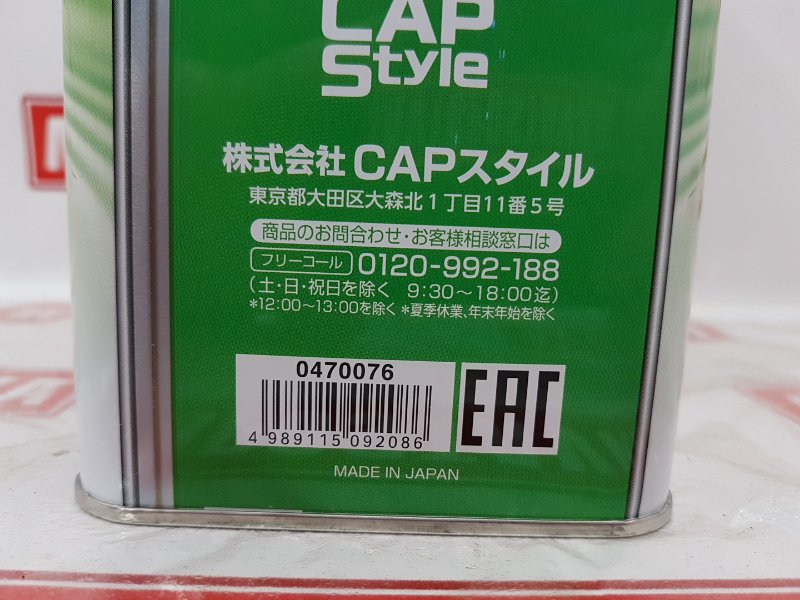 CAP
Style
株式会社 CAPスタイル
東京都大田区大森北1丁目11番5号
商品のお問合わせ・お客様相談窓口は
フリーコール 0120-992-188
(土・日・祝日を除く 9:30〜18:00迄)
*12:00〜13:00を除く *夏季休業、年末年始を除く
0470076
4 989115 092086
EAC
MADE IN JAPAN